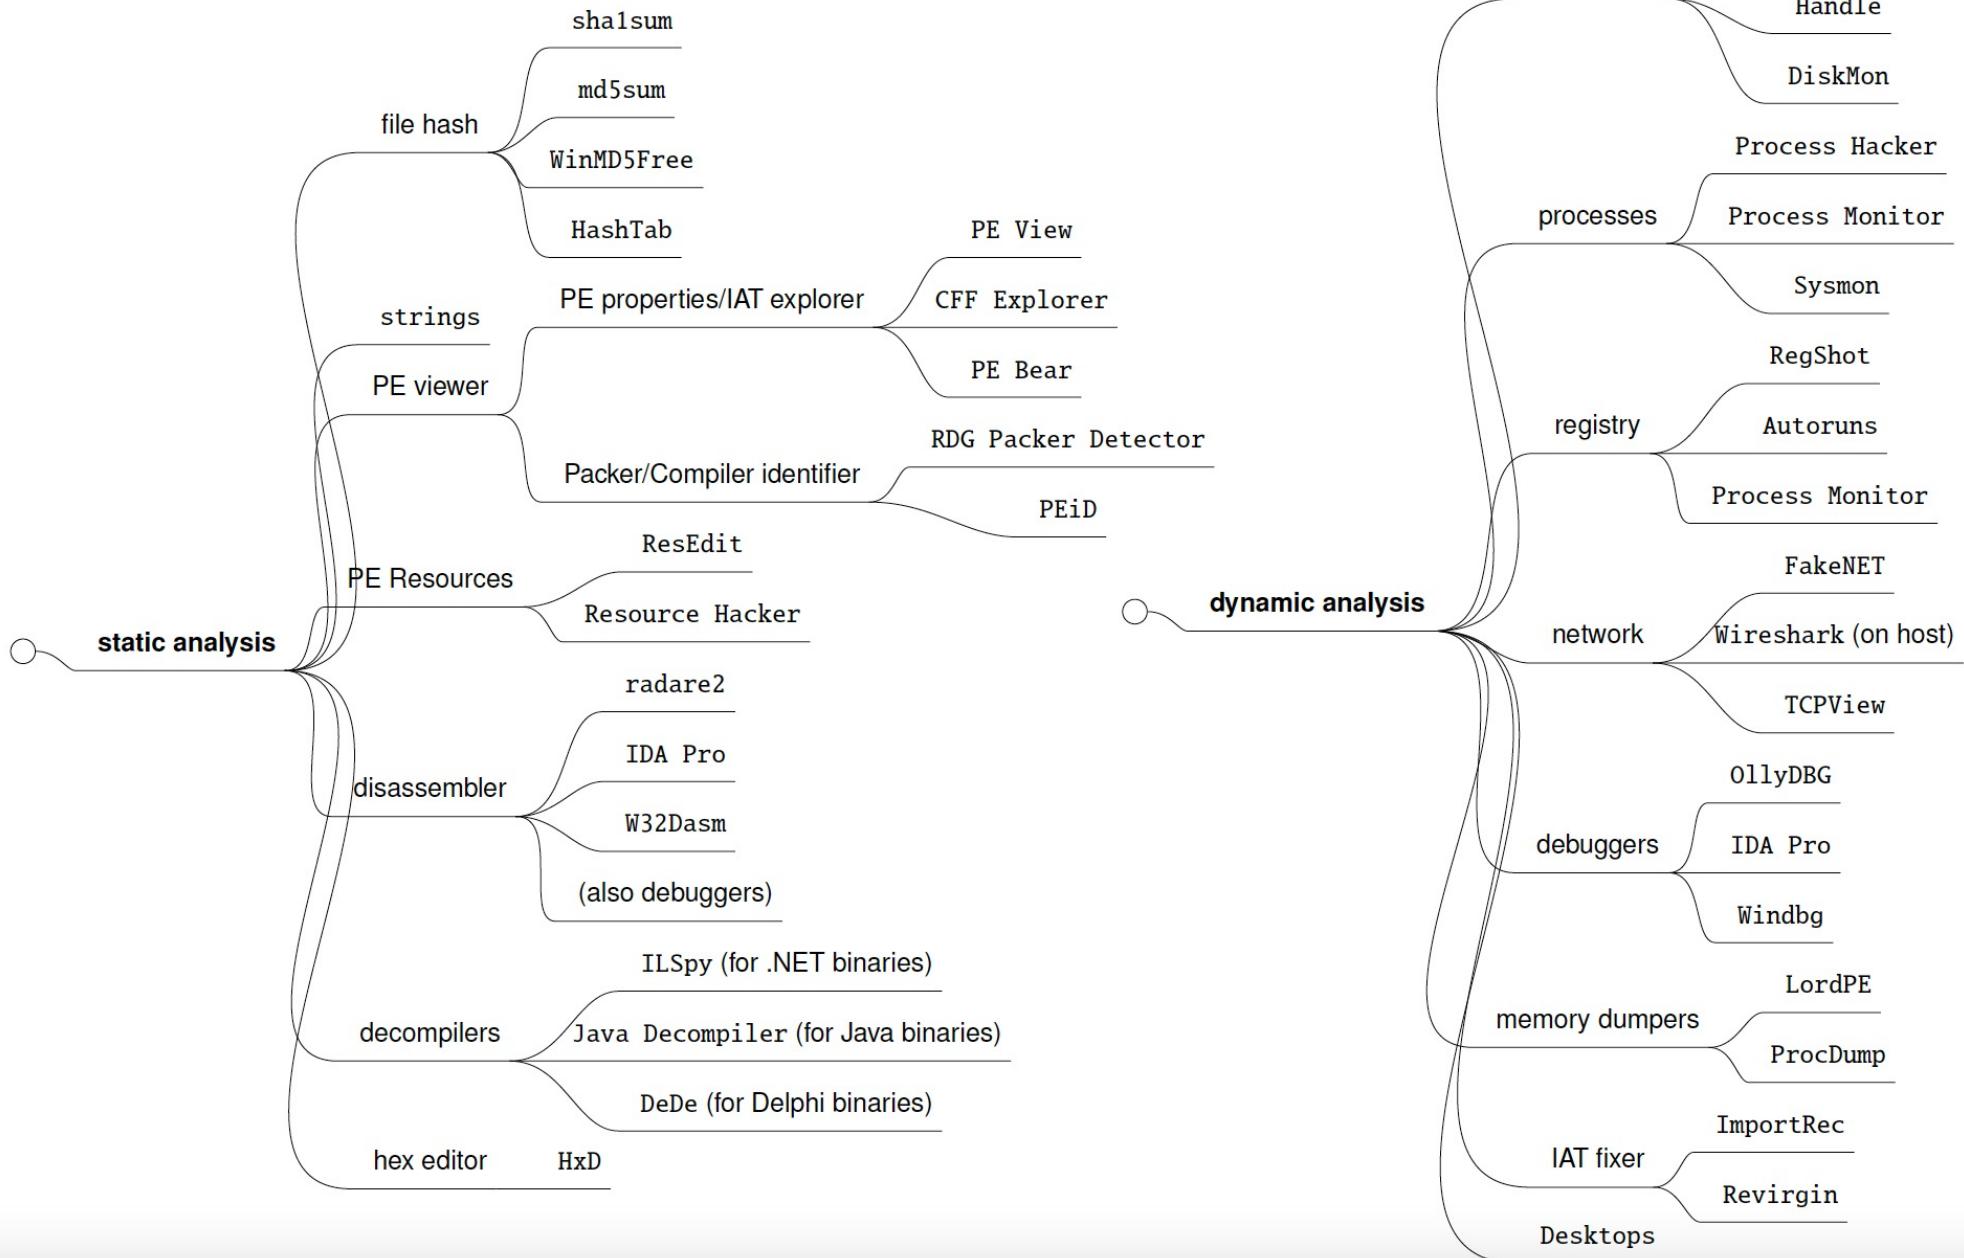 static analysis
file hash
sha1sum
md5sum
WinMD5Free
HashTab
strings
PE viewer
PE properties/IAT explorer
PE View
CFF Explorer
PE Bear
Packer/Compiler identifier
RDG Packer Detector
PEiD
PE Resources
ResEdit
Resource Hacker
disassembler
radare2
IDA Pro
W32Dasm
(also debuggers)
decompilers
ILSpy (for .NET binaries)
Java Decompiler (for Java binaries)
DeDe (for Delphi binaries)
hex editor
HxD
dynamic analysis
Handle
DiskMon
processes
Process Hacker
Process Monitor
Sysmon
registry
RegShot
Autoruns
Process Monitor
network
FakeNET
Wireshark (on host)
TCPView
debuggers
OllyDBG
IDA Pro
Windbg
memory dumpers
LordPE
ProcDump
IAT fixer
ImportRec
Revirgin
Desktops